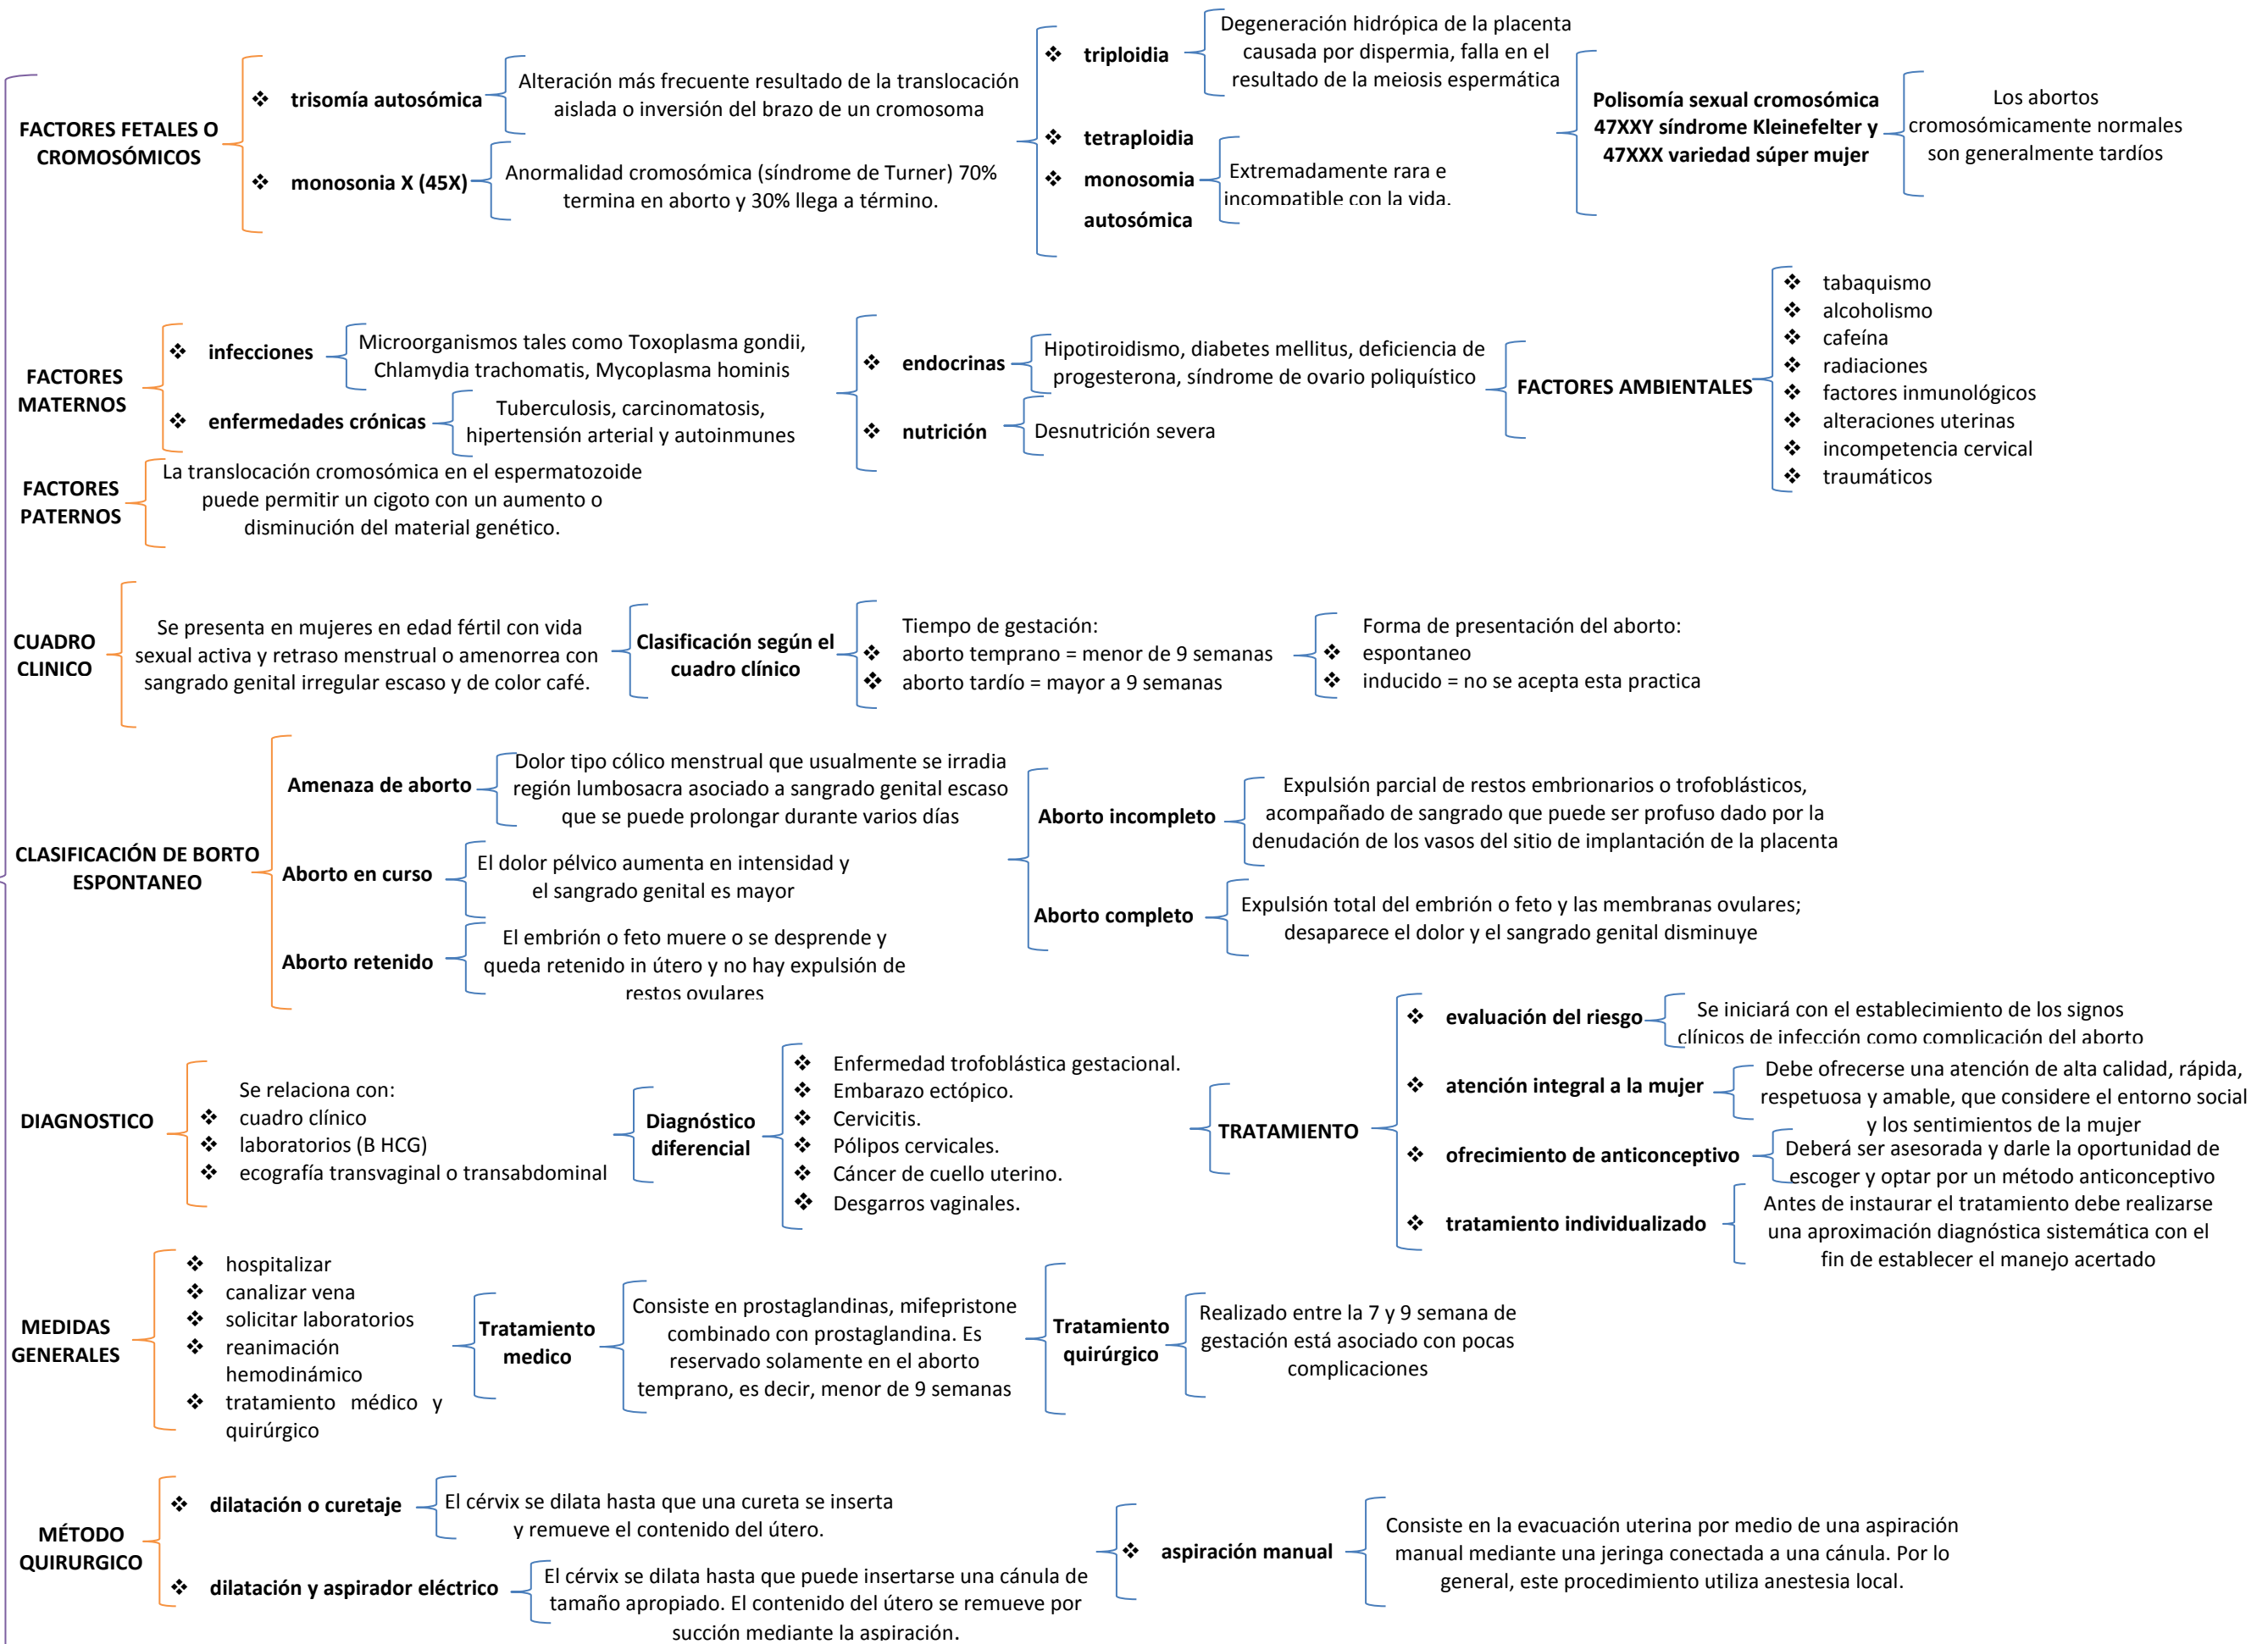 FACTORES FETALES O
CROMOSÓMICOS
❖ trisomía autosómica
Alteración más frecuente resultado de la translocación
aislada o inversión del brazo de un cromosoma
❖ monosonia X (45X)
Anormalidad cromosómica (síndrome de Turner) 70%
termina en aborto y 30% llega a término.
❖ triploidia
Degeneración hidrópica de la placenta
causada por dispermia, falla en el
resultado de la meiosis espermática
❖ tetraploidia
❖ monosomia
autosómica
Extremadamente rara e
incompatible con la vida.
Polisomía sexual cromosómica
47XXY síndrome Kleinefelter y
47XXX variedad súper mujer
Los abortos
cromosómicamente normales
son generalmente tardíos
FACTORES
MATERNOS
❖ infecciones
Microorganismos tales como Toxoplasma gondii,
Chlamydia trachomatis, Mycoplasma hominis
❖ enfermedades crónicas
Tuberculosis, carcinomatosis,
hipertensión arterial y autoinmunes
❖ endocrinas
Hipotiroidismo, diabetes mellitus, deficiencia de
progesterona, síndrome de ovario poliquístico
❖ nutrición
Desnutrición severa
FACTORES AMBIENTALES
❖ tabaquismo
❖ alcoholismo
❖ cafeína
❖ radiaciones
❖ factores inmunológicos
❖ alteraciones uterinas
❖ incompetencia cervical
❖ traumáticos
FACTORES
PATERNOS
La translocación cromosómica en el espermatozoide
puede permitir un cigoto con un aumento o
disminución del material genético.
CUADRO
CLINICO
Se presenta en mujeres en edad fértil con vida
sexual activa y retraso menstrual o amenorrea con
sangrado genital irregular escaso y de color café.
Clasificación según el
cuadro clínico
Tiempo de gestación:
❖ aborto temprano = menor de 9 semanas
❖ aborto tardío = mayor a 9 semanas
Forma de presentación del aborto:
❖ espontaneo
❖ inducido = no se acepta esta practica
CLASIFICACIÓN DE BORTO
ESPONTANEO
Amenaza de aborto
Dolor tipo cólico menstrual que usualmente se irradia
región lumbosacra asociado a sangrado genital escaso
que se puede prolongar durante varios días
Aborto en curso
El dolor pélvico aumenta en intensidad y
el sangrado genital es mayor
Aborto retenido
El embrión o feto muere o se desprende y
queda retenido in útero y no hay expulsión de
restos ovulares
Aborto incompleto
Expulsión parcial de restos embrionarios o trofoblásticos,
acompañado de sangrado que puede ser profuso dado por la
denudación de los vasos del sitio de implantación de la placenta
Aborto completo
Expulsión total del embrión o feto y las membranas ovulares;
desaparece el dolor y el sangrado genital disminuye
DIAGNOSTICO
Se relaciona con:
❖ cuadro clínico
❖ laboratorios (B HCG)
❖ ecografía transvaginal o transabdominal
Diagnóstico
diferencial
❖ Enfermedad trofoblástica gestacional.
❖ Embarazo ectópico.
❖ Cervicitis.
❖ Pólipos cervicales.
❖ Cáncer de cuello uterino.
❖ Desgarros vaginales.
TRATAMIENTO
❖ evaluación del riesgo
Se iniciará con el establecimiento de los signos
clínicos de infección como complicación del aborto
❖ atención integral a la mujer
Debe ofrecerse una atención de alta calidad, rápida,
respetuosa y amable, que considere el entorno social
y los sentimientos de la mujer
❖ ofrecimiento de anticonceptivo
Deberá ser asesorada y darle la oportunidad de
escoger y optar por un método anticonceptivo
❖ tratamiento individualizado
Antes de instaurar el tratamiento debe realizarse
una aproximación diagnóstica sistemática con el
fin de establecer el manejo acertado
MEDIDAS
GENERALES
❖ hospitalizar
❖ canalizar vena
❖ solicitar laboratorios
❖ reanimación
hemodinámico
❖ tratamiento médico y
quirúrgico
Tratamiento
medico
Consiste en prostaglandinas, mifepristone
combinado con prostaglandina. Es
reservado solamente en el aborto
temprano, es decir, menor de 9 semanas
Tratamiento
quirúrgico
Realizado entre la 7 y 9 semana de
gestación está asociado con pocas
complicaciones
MÉTODO
QUIRURGICO
❖ dilatación o curetaje
El cérvix se dilata hasta que una cureta se inserta
y remueve el contenido del útero.
❖ dilatación y aspirador eléctrico
El cérvix se dilata hasta que puede insertarse una cánula de
tamaño apropiado. El contenido del útero se remueve por
succión mediante la aspiración.
❖ aspiración manual
Consiste en la evacuación uterina por medio de una aspiración
manual mediante una jeringa conectada a una cánula. Por lo
general, este procedimiento utiliza anestesia local.